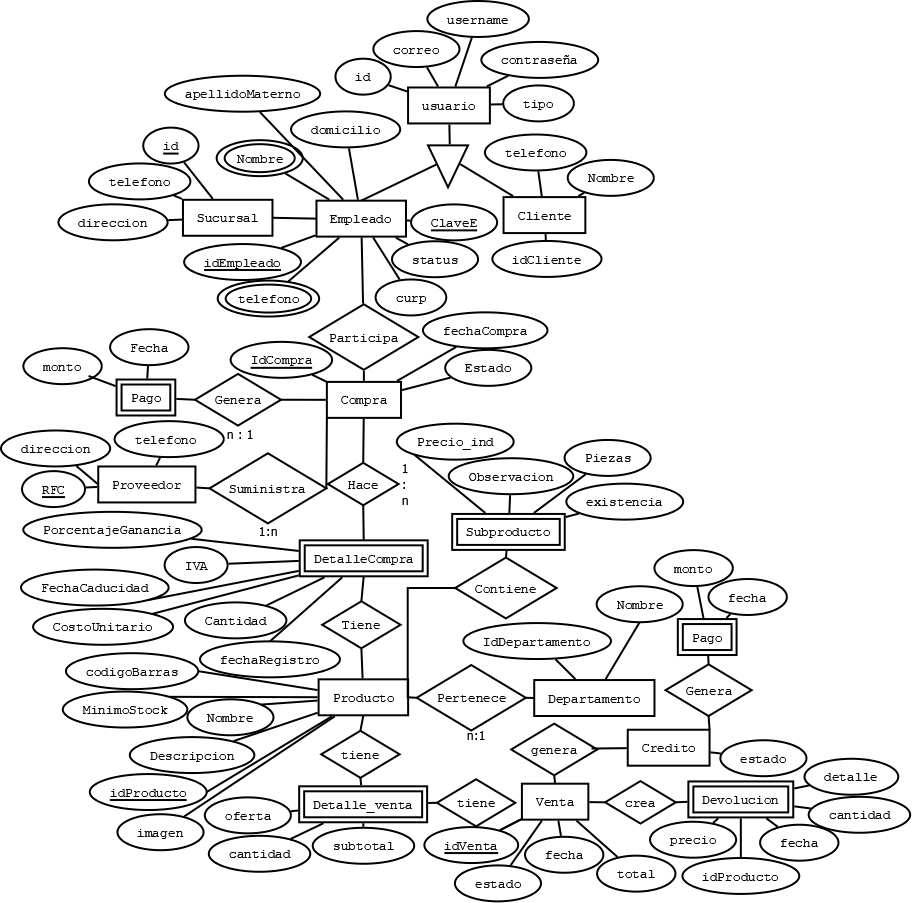 username
correo
contraseña
id
usuario
tipo
apellidoMaterno
domicilio
id
Nombre
telefono
telefono
Nombre
direccion
Sucursal
Empleado
ClaveE
Cliente
idEmpleado
status
idCliente
telefono
curp
fechaCompra
Participa
Fecha
IdCompra
Estado
monto
Pago
Genera
Compra
n : 1
direccion
telefono
Precio_ind
Piezas
Observacion
RFC
Proveedor
Suministra
Hace
1
:
n
existencia
1:n
PorcentajeGanancia
Subproducto
DetalleCompra
IVA
monto
FechaCaducidad
Contiene
fecha
Nombre
Cantidad
CostoUnitario
Tiene
Pago
IdDepartamento
fechaRegistro
codigoBarras
Genera
Producto
Pertenece
Departamento
MinimoStock
Nombre
n:1
Descripcion
tiene
genera
Credito
estado
detalle
idProducto
oferta
Detalle_venta
tiene
Venta
crea
Devolucion
cantidad
imagen
precio
fecha
idVenta
subtotal
cantidad
fecha
total
idProducto
estado